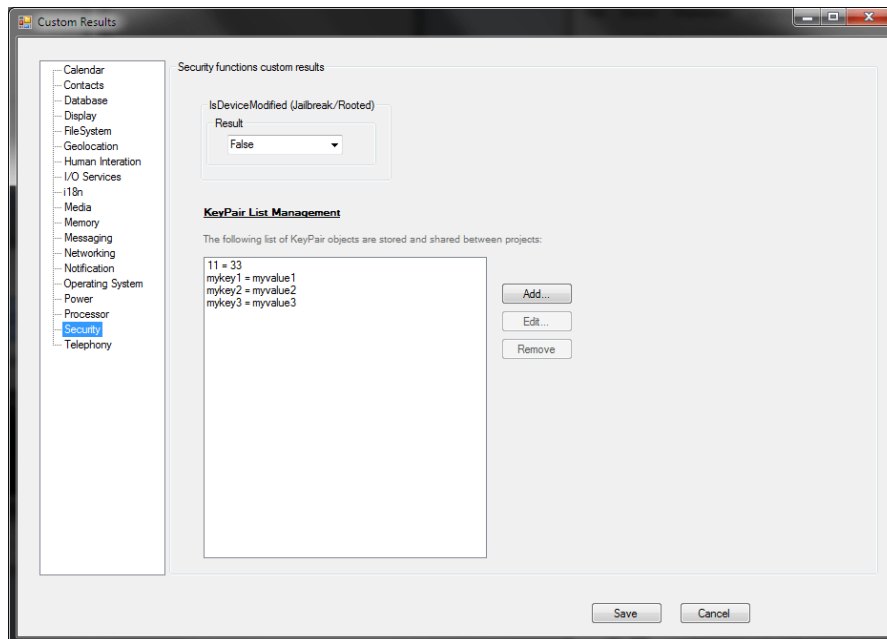 Custom Results
Calendar
Contacts
Database
Display
FileSystem
Geolocation
Human Interation
I/O Services
i18n
Media
Memory
Messaging
Networking
Notification
Operating System
Power
Processor
Security
Telephony
Security functions custom results
IsDeviceModified (Jailbreak/Rooted)
Result
False
KeyPair List Management
The following list of KeyPair objects are stored and shared between projects:
11 = 33
mykey1 = myvalue1
mykey2 = myvalue2
mykey3 = myvalue3
Add...
Edit...
Remove
Save
Cancel